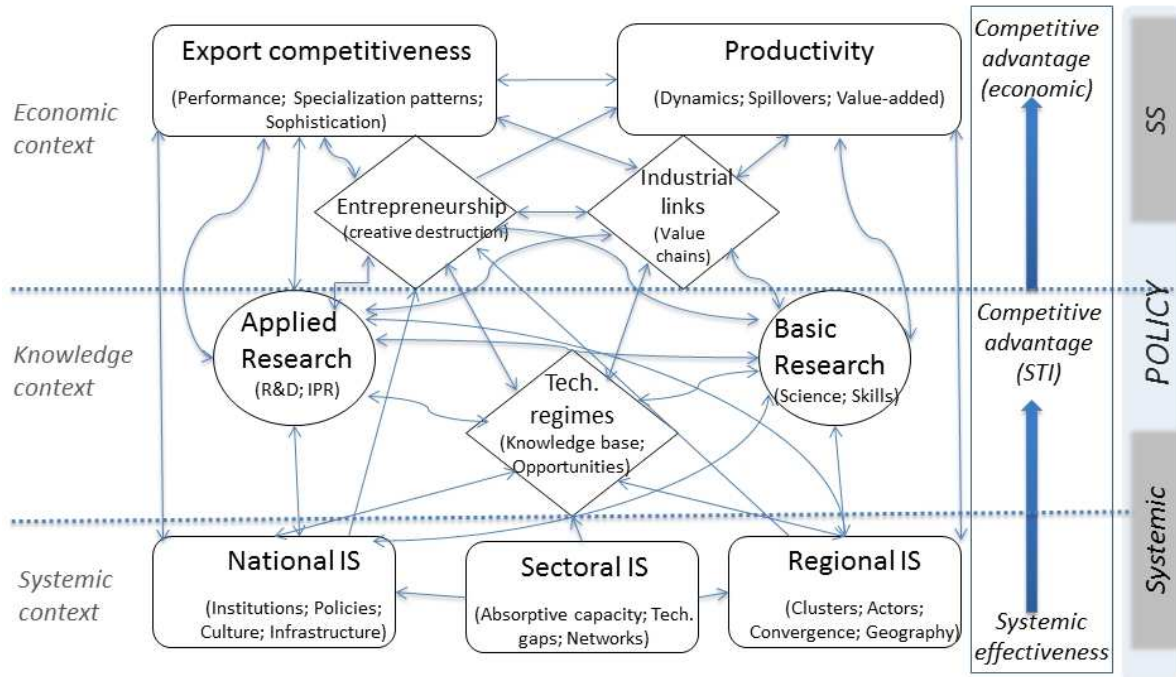 Export competitiveness
(Performance; Specialization patterns;
Sophistication)
Productivity
(Dynamics; Spillovers; Value-added)
Competitive
advantage
(economic)
SS
Economic
context
Entrepreneurship
(creative destruction)
Industrial
links
(Value
chains)
POLICY
Knowledge
context
Applied
Research
(R&D; IPR)
Tech.
regimes
(Knowledge base;
Opportunities)
Basic
Research
(Science; Skills)
Competitive
advantage
(STI)
Systemic
context
National IS
(Institutions; Policies;
Culture; Infrastructure)
Sectoral IS
(Absorptive capacity; Tech.
gaps; Networks)
Regional IS
(Clusters; Actors;
Convergence; Geography)
Systemic
effectiveness
Systemic